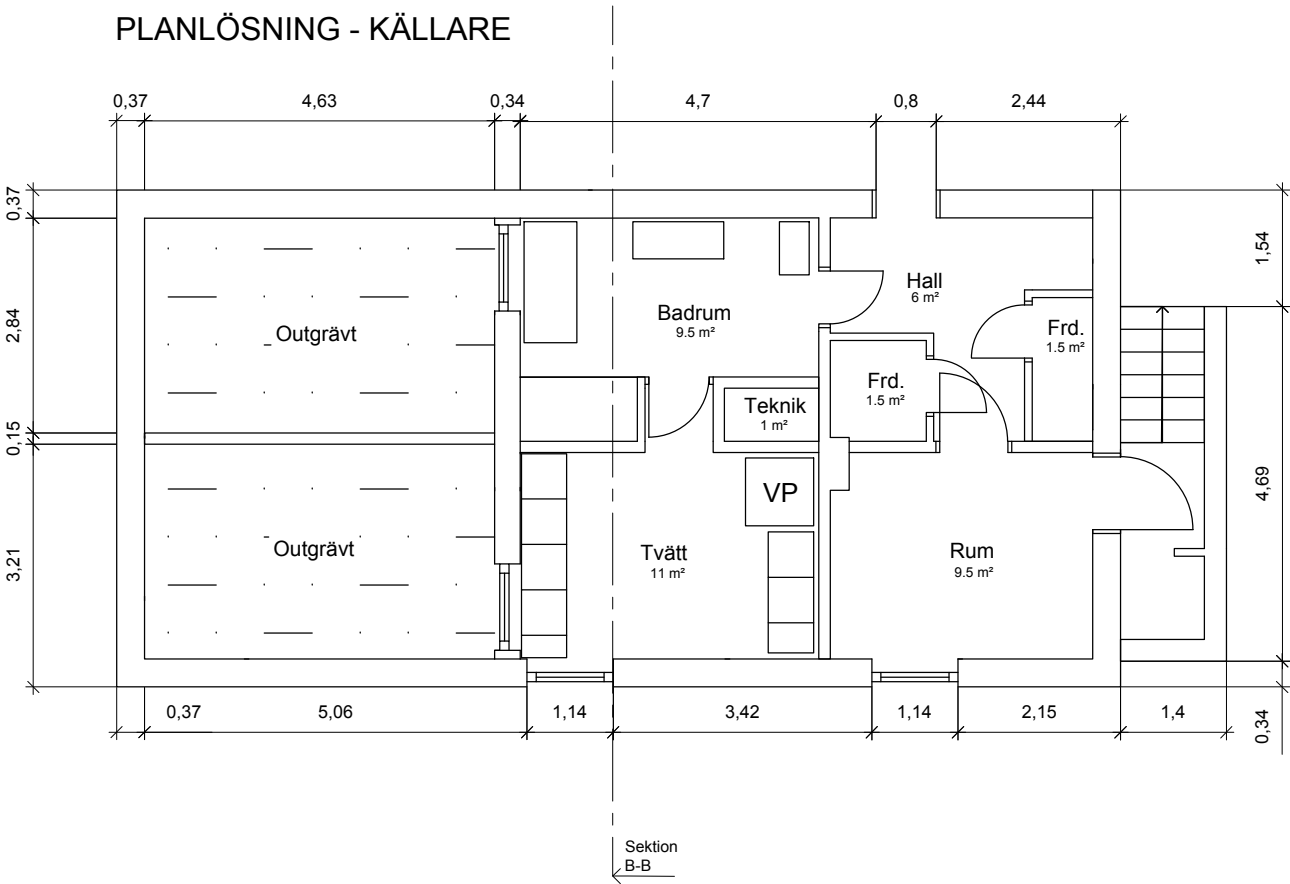 PLANLÖSNING - KÄLLARE
0,37
4,63
0,34
4,7
0,8
2,44
0,37
2,84
0,15
3,21
1,54
4,69
0,34
Outgrävt
Outgrävt
Badrum
9.5 m²
Hall
6 m²
Frd.
1.5 m²
Frd.
1.5 m²
Teknik
1 m²
VP
Tvätt
11 m²
Rum
9.5 m²
0,37
5,06
1,14
3,42
1,14
2,15
1,4
Sektion
B-B